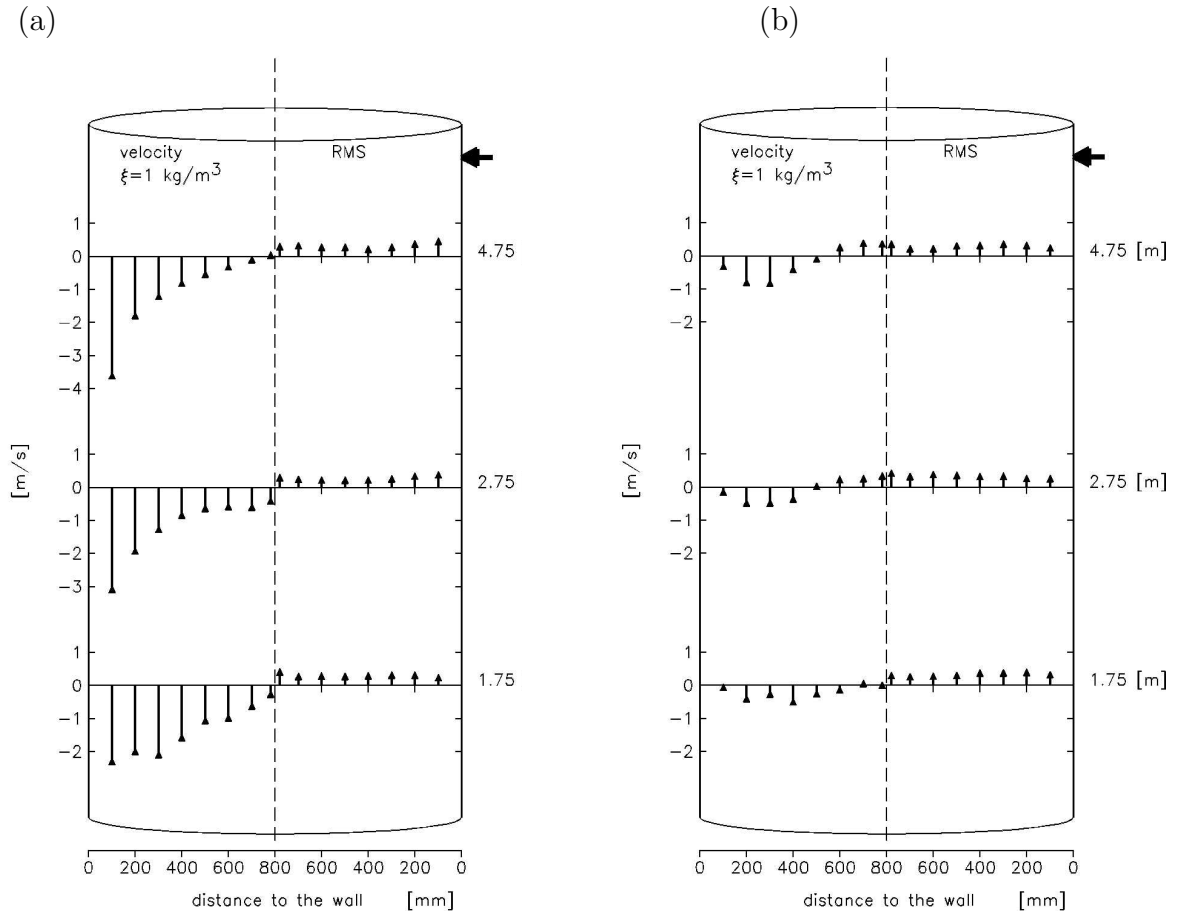 (a)
velocity
RMS
ξ=1 kg/m³
1
0
−1
−2
−3
−4
4.75
1
0
−1
−2
−3
2.75
1
0
−1
−2
1.75
[m/s]
0 200 400 600 800 600 400 200 0
distance to the wall [mm]
(b)
velocity
RMS
ξ=1 kg/m³
1
0
−1
−2
4.75 [m]
1
0
−1
−2
2.75 [m]
1
0
−1
−2
1.75 [m]
[m/s]
0 200 400 600 800 600 400 200 0
distance to the wall [mm]